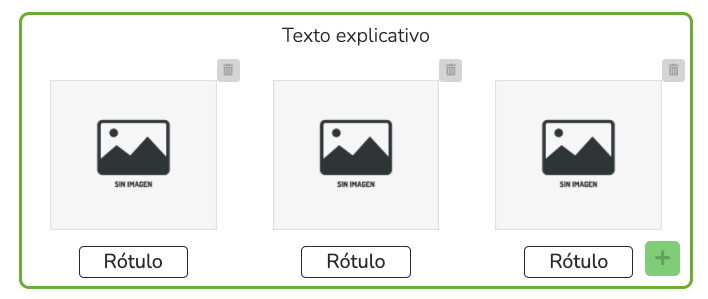 Texto explicativo
SIN IMAGEN SIN IMAGEN SIN IMAGEN
Rótulo Rótulo Rótulo